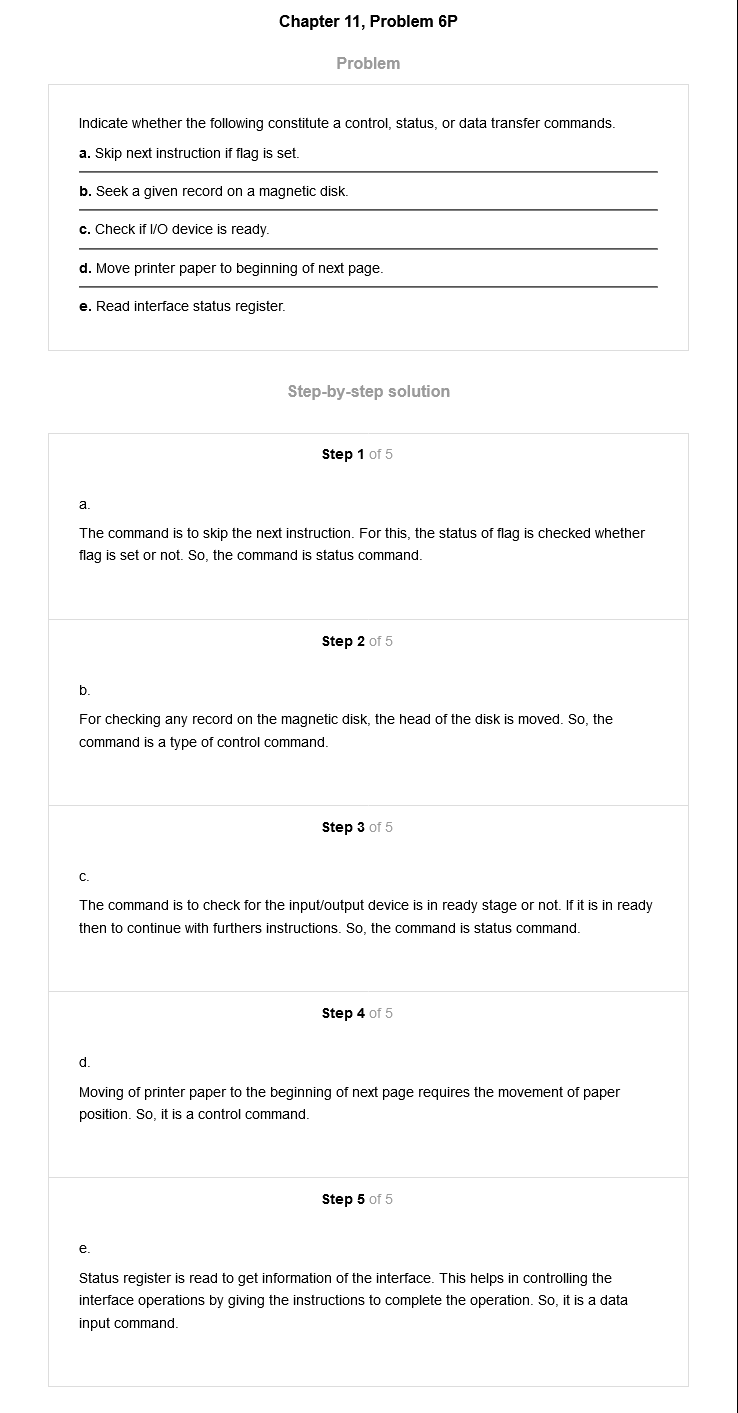 Chapter 11, Problem 6P
Problem
Indicate whether the following constitute a control, status, or data transfer commands.
a. Skip next instruction if flag is set.
b. Seek a given record on a magnetic disk.
c. Check if I/O device is ready.
d. Move printer paper to beginning of next page.
e. Read interface status register.
Step-by-step solution
Step 1 of 5
a.
The command is to skip the next instruction. For this, the status of flag is checked whether
flag is set or not. So, the command is status command.
Step 2 of 5
b.
For checking any record on the magnetic disk, the head of the disk is moved. So, the
command is a type of control command.
Step 3 of 5
c.
The command is to check for the input/output device is in ready stage or not. If it is in ready
then to continue with furthers instructions. So, the command is status command.
Step 4 of 5
d.
Moving of printer paper to the beginning of next page requires the movement of paper
position. So, it is a control command.
Step 5 of 5
e.
Status register is read to get information of the interface. This helps in controlling the
interface operations by giving the instructions to complete the operation. So, it is a data
input command.